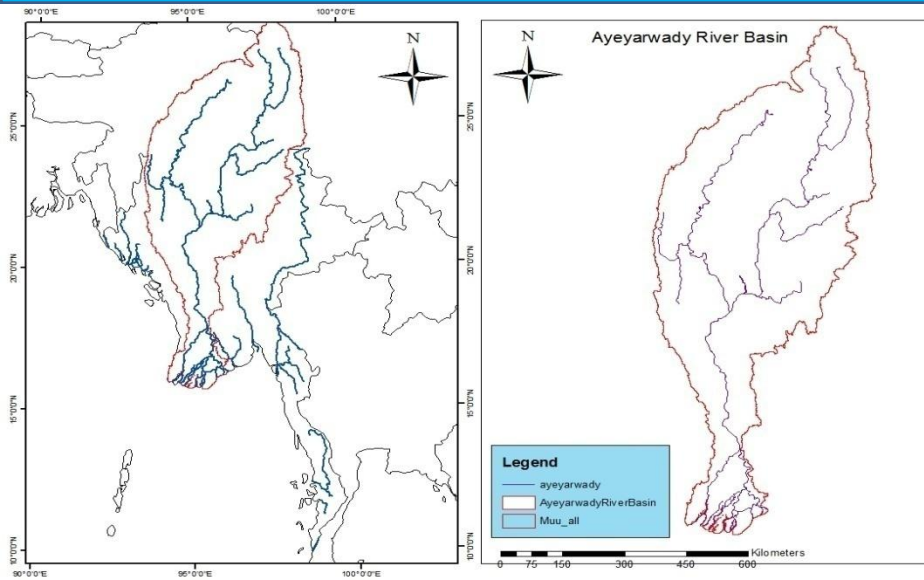 90°0'0"E 95°0'0"E 100°0'0"E
N
25°0'0"N
20°0'0"N
15°0'0"N
10°0'0"N
25°0'0"N
20°0'0"N
15°0'0"N
10°0'0"N
90°0'0"E 95°0'0"E 100°0'0"E
Ayeyarwady River Basin
N
Legend
ayeyarwady
AyeyarwadyRiverBasin
Muu_all
Kilometers
0 75 150 300 450 600